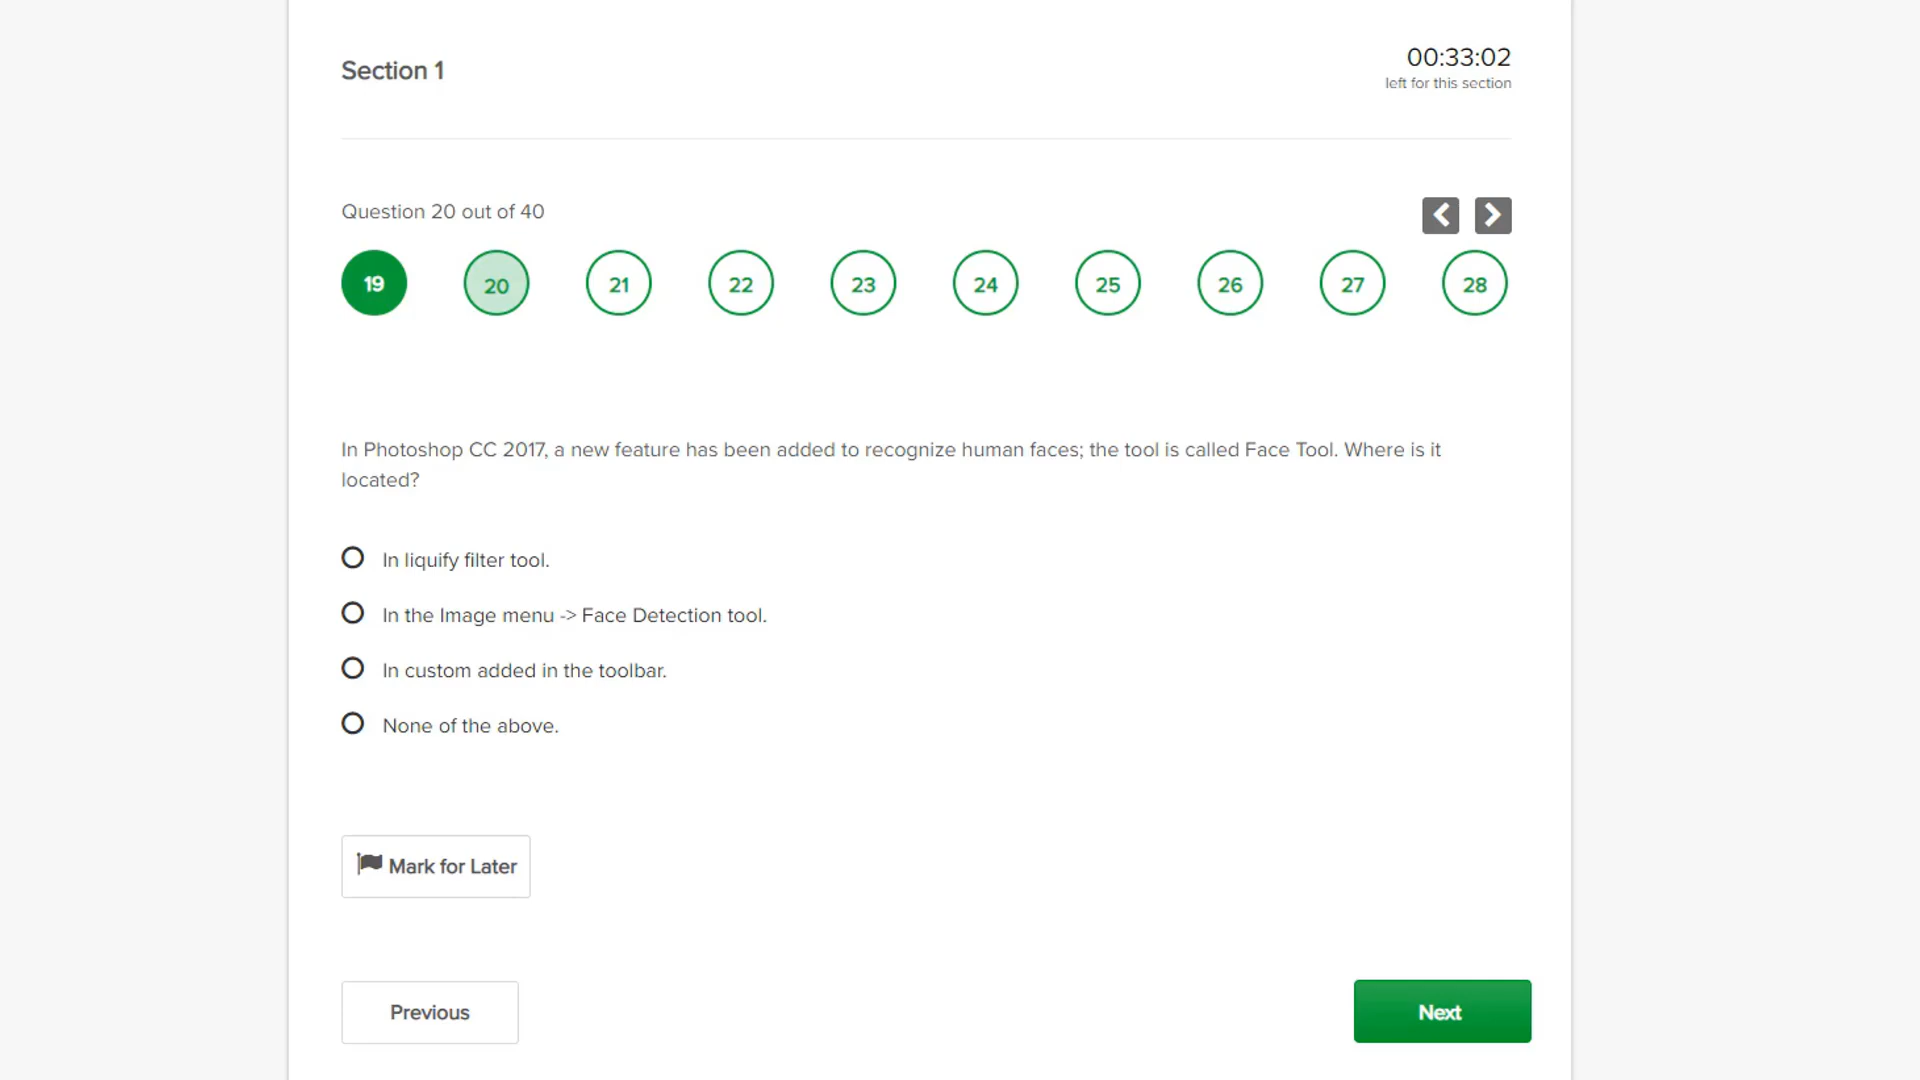 Section 1
00:33:02
left for this section
Question 20 out of 40
19 20 21 22 23 24 25 26 27 28
In Photoshop CC 2017, a new feature has been added to recognize human faces; the tool is called Face Tool. Where is it
located?
In liquify filter tool.
In the Image menu -> Face Detection tool.
In custom added in the toolbar.
None of the above.
Mark for Later
Previous
Next